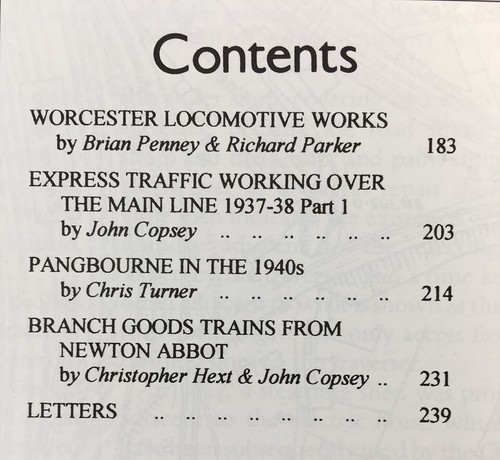 Contents
WORCESTER LOCOMOTIVE WORKS
by Brian Penney & Richard Parker 183
EXPRESS TRAFFIC WORKING OVER
THE MAIN LINE 1937-38 Part 1
by John Copsey .. .. .. .. .. .. 203
PANGBOURNE IN THE 1940s
by Chris Turner .. .. .. .. .. .. 214
BRANCH GOODS TRAINS FROM
NEWTON ABBOT
by Christopher Hext & John Copsey .. 231
LETTERS .. .. .. .. .. .. .. .. 239